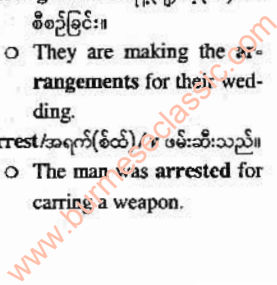 စီစဉ်ခြင်း။
o They are making the ar-
rangements for their wed-
ding.
rrest/အရက်(စ်ထ်)/v ဖမ်းဆီးသည်။
o The man was arrested for
carring a weapon.
www.burmeseclassic.com